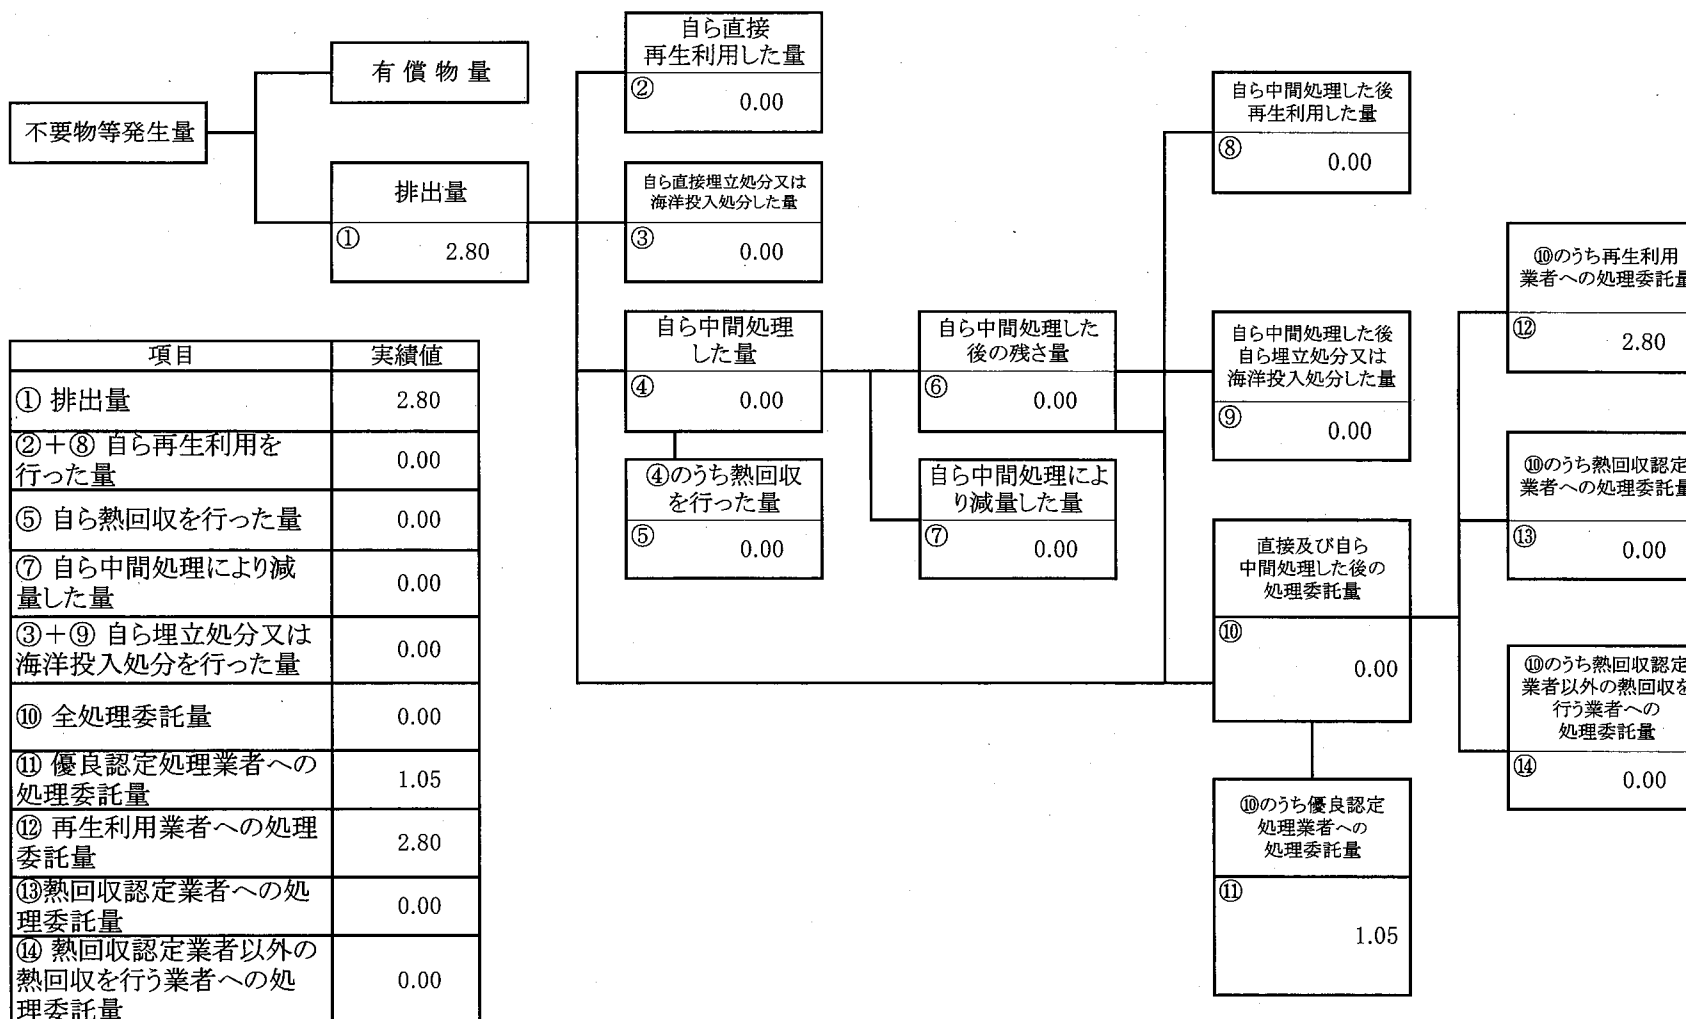 不要物等発生量
有償物量
排出量
① 2.80
自ら直接
再生利用した量
② 0.00
自ら直接埋立処分又は
海洋投入処分した量
③ 0.00
自ら中間処理
した量
④ 0.00
④のうち熱回収
を行った量
⑤ 0.00
自ら中間処理した
後の残さ量
⑥ 0.00
自ら中間処理によ
り減量した量
⑦ 0.00
自ら中間処理した後
再生利用した量
⑧ 0.00
自ら中間処理した後
自ら埋立処分又は
海洋投入処分した量
⑨ 0.00
直接及び自ら
中間処理した後の
処理委託量
⑩
0.00
⑩のうち優良認定
処理業者への
処理委託量
⑪
1.05
⑩のうち再生利用
業者への処理委託量
⑫ 2.80
⑩のうち熱回収認定
業者への処理委託量
⑬ 0.00
⑩のうち熱回収認定
業者以外の熱回収を
行う業者への
処理委託量
⑭ 0.00
項目 実績値
① 排出量 2.80
②+⑧ 自ら再生利用を
行った量 0.00
⑤ 自ら熱回収を行った量 0.00
⑦ 自ら中間処理により減
量した量 0.00
③+⑨ 自ら埋立処分又は
海洋投入処分を行った量 0.00
⑩ 全処理委託量 0.00
⑪ 優良認定処理業者への
処理委託量 1.05
⑫ 再生利用業者への処理
委託量 2.80
⑬熱回収認定業者への処
理委託量 0.00
⑭ 熱回収認定業者以外の
熱回収を行う業者への処
理委託量 0.00